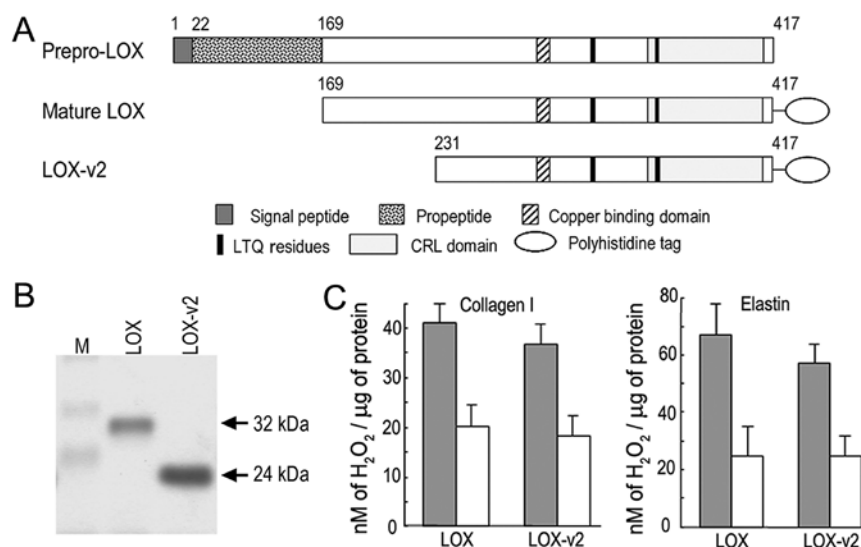 A
1 22 169 417
Prepro-LOX
169 417
Mature LOX
231 417
LOX-v2
Signal peptide Propeptide Copper binding domain
LTQ residues CRL domain Polyhistidine tag
B
M LOX LOX-v2
32 kDa
24 kDa
C
Collagen I
nM of H₂O₂ / μg of protein
40
20
0
LOX LOX-v2
Elastin
nM of H₂O₂ / μg of protein
80
60
40
20
0
LOX LOX-v2